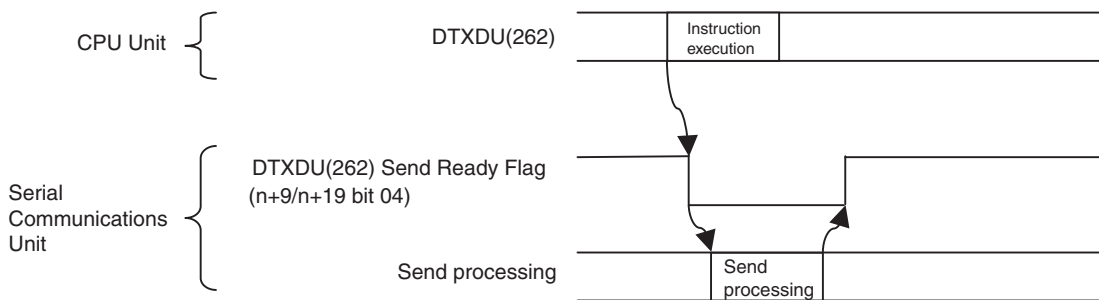 CPU Unit
DTXDU(262)
Instruction
execution
DTXDU(262) Send Ready Flag
(n+9/n+19 bit 04)
Serial
Communications
Unit
Send processing
Send
processing